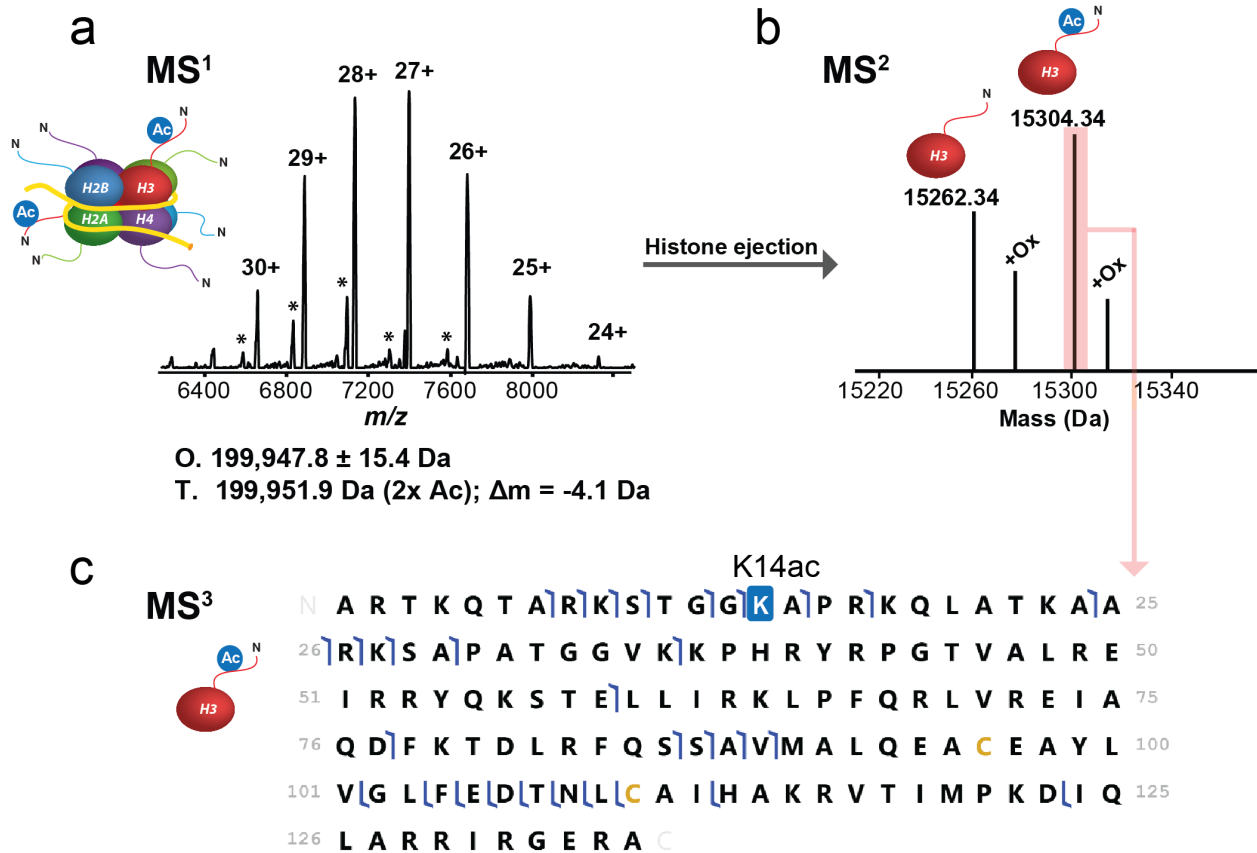 a
MS¹
N
N
Ac
N
H2B
H3
H2A
H4
Ac
N
N
N
N
30+
29+
28+
27+
26+
25+
24+
*
*
*
*
*
6400
6800
7200
7600
8000
m/z
O. 199,947.8 ± 15.4 Da
T. 199,951.9 Da (2x Ac); Δm = -4.1 Da
Histone ejection
b
MS²
Ac
N
H3
15304.34
N
H3
15262.34
+Ox
+Ox
15220
15260
15300
15340
Mass (Da)
c
MS³
Ac
N
H3
K14ac
N A R T K Q T A R K S T G G K A P R K Q L A T K A A 25
26 R K S A P A T G G V K K P H R Y R P G T V A L R E 50
51 I R R Y Q K S T E L L I R K L P F Q R L V R E I A 75
76 Q D F K T D L R F Q S S A V M A L Q E A C E A Y L 100
101 V G L F E D T N L C A I H A K R V T I M P K D I Q 125
126 L A R R I R G E R A C